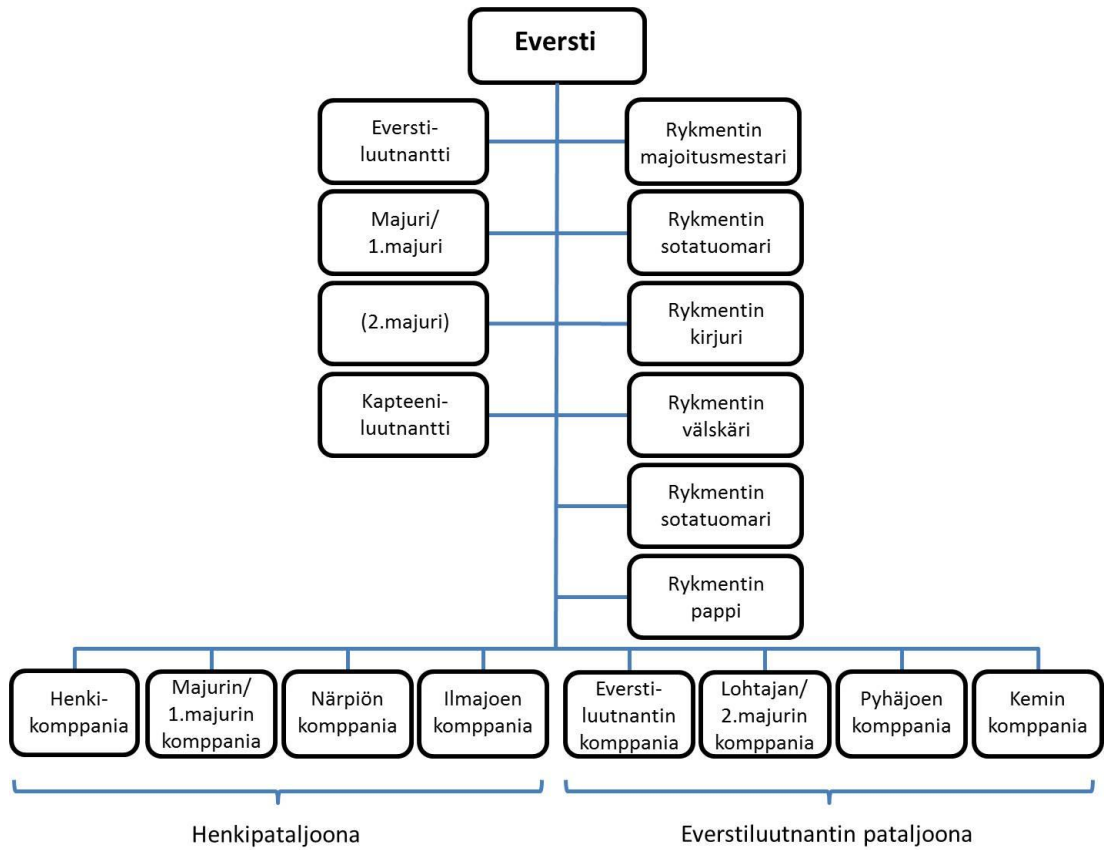 Eversti
Eversti-
luutnantti
Rykmentin
majoitusmestari
Majuri/
1.majuri
Rykmentin
sotatuomari
(2.majuri)
Rykmentin
kirjuri
Kapteeni-
luutnantti
Rykmentin
välskäri
Rykmentin
sotatuomari
Rykmentin
pappi
Henki-
komppania
Majurin/
1.majurin
komppania
Närpiön
komppania
Ilmajoen
komppania
Eversti-
luutnantin
komppania
Lohtajan/
2.majurin
komppania
Pyhäjoen
komppania
Kemin
komppania
Henkipataljoona
Everstiluutnantin pataljoona